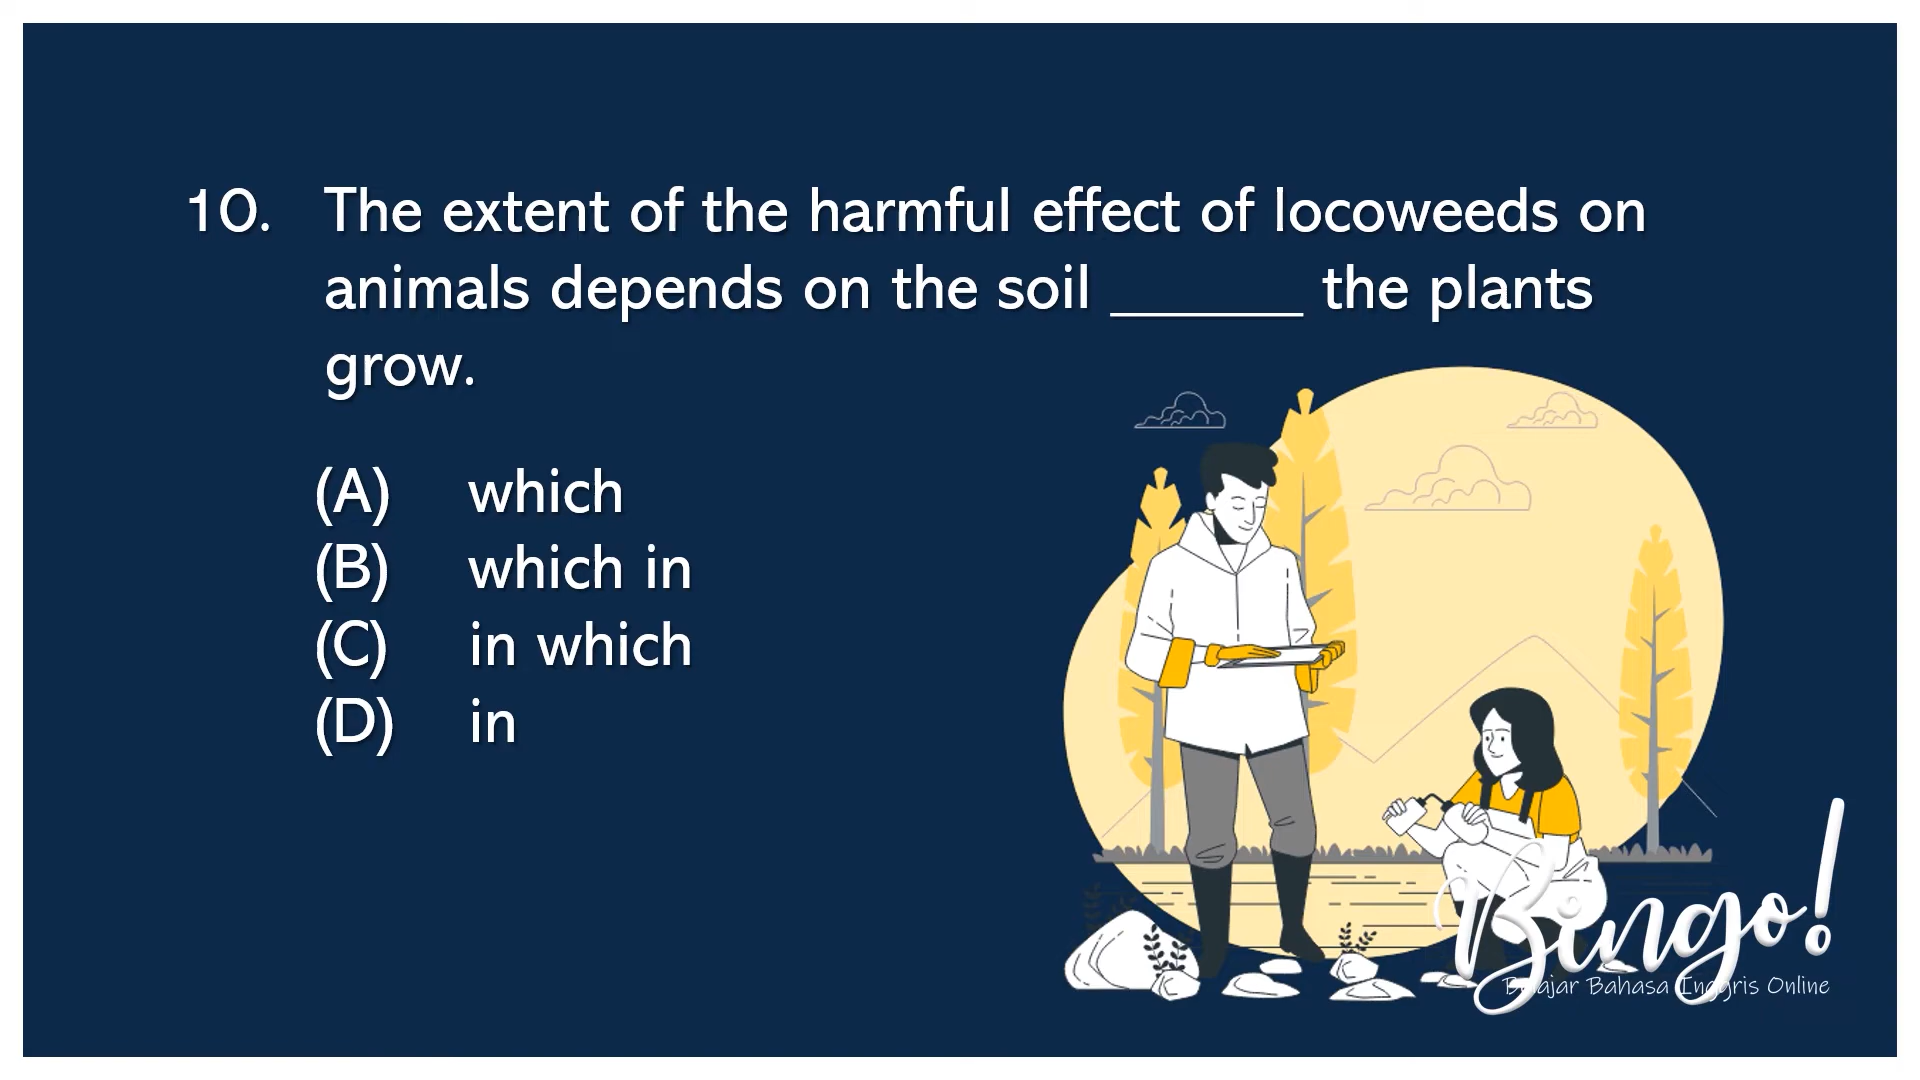 10. The extent of the harmful effect of locoweeds on
animals depends on the soil _______ the plants
grow.
(A) which
(B) which in
(C) in which
(D) in
Bingo!
Belajar Bahasa Inggris Online